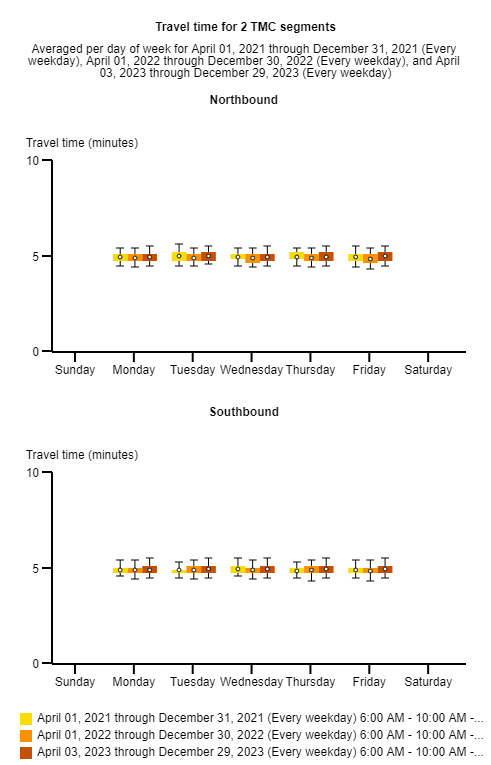 Travel time for 2 TMC segments
Averaged per day of week for April 01, 2021 through December 31, 2021 (Every
weekday), April 01, 2022 through December 30, 2022 (Every weekday), and April
03, 2023 through December 29, 2023 (Every weekday)
Northbound
Travel time (minutes)
10
5
0
Sunday Monday Tuesday Wednesday Thursday Friday Saturday
Southbound
Travel time (minutes)
10
5
0
Sunday Monday Tuesday Wednesday Thursday Friday Saturday
April 01, 2021 through December 31, 2021 (Every weekday) 6:00 AM - 10:00 AM -...
April 01, 2022 through December 30, 2022 (Every weekday) 6:00 AM - 10:00 AM -...
April 03, 2023 through December 29, 2023 (Every weekday) 6:00 AM - 10:00 AM -...